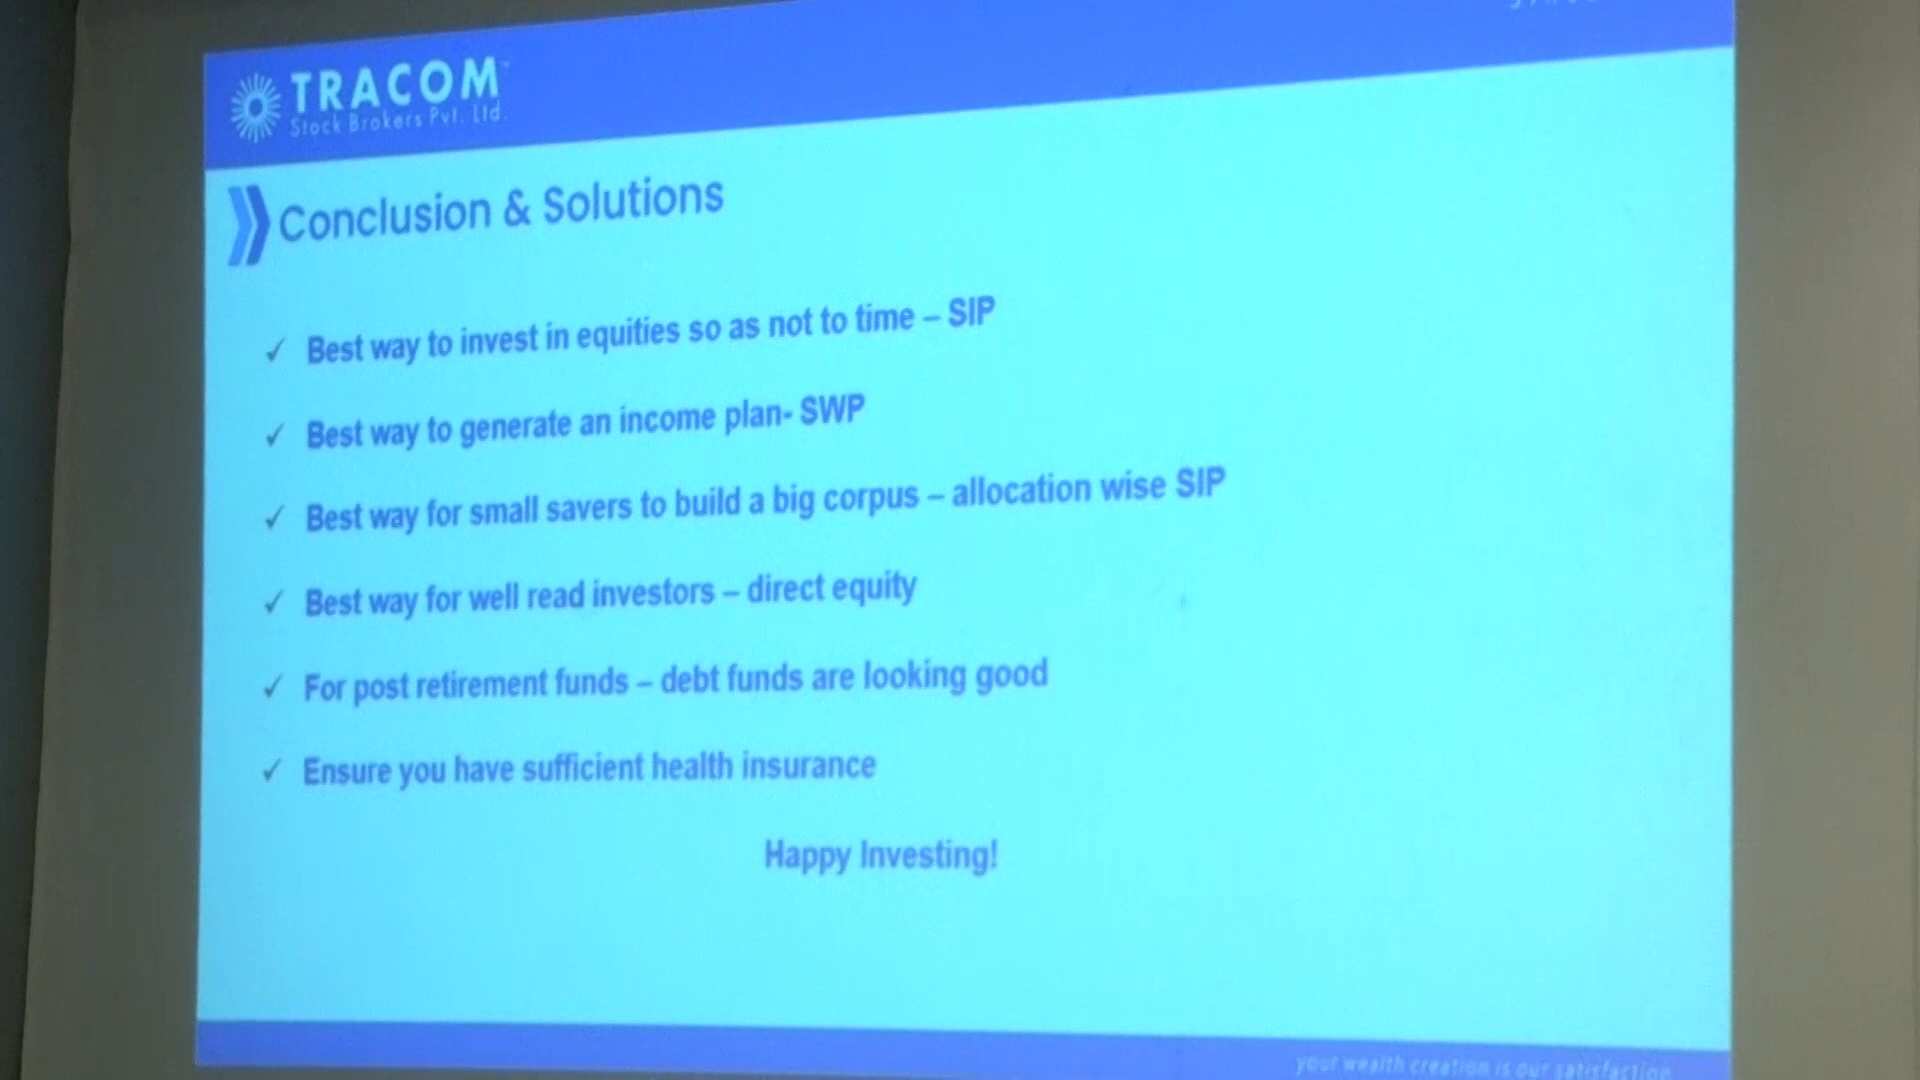 TRACOM
Stock Brokers Pvt. Ltd.
Conclusion & Solutions
✓ Best way to invest in equities so as not to time – SIP
✓ Best way to generate an income plan- SWP
✓ Best way for small savers to build a big corpus – allocation wise SIP
✓ Best way for well read investors – direct equity
✓ For post retirement funds – debt funds are looking good
✓ Ensure you have sufficient health insurance
Happy Investing!
your wealth creation is our satisfaction